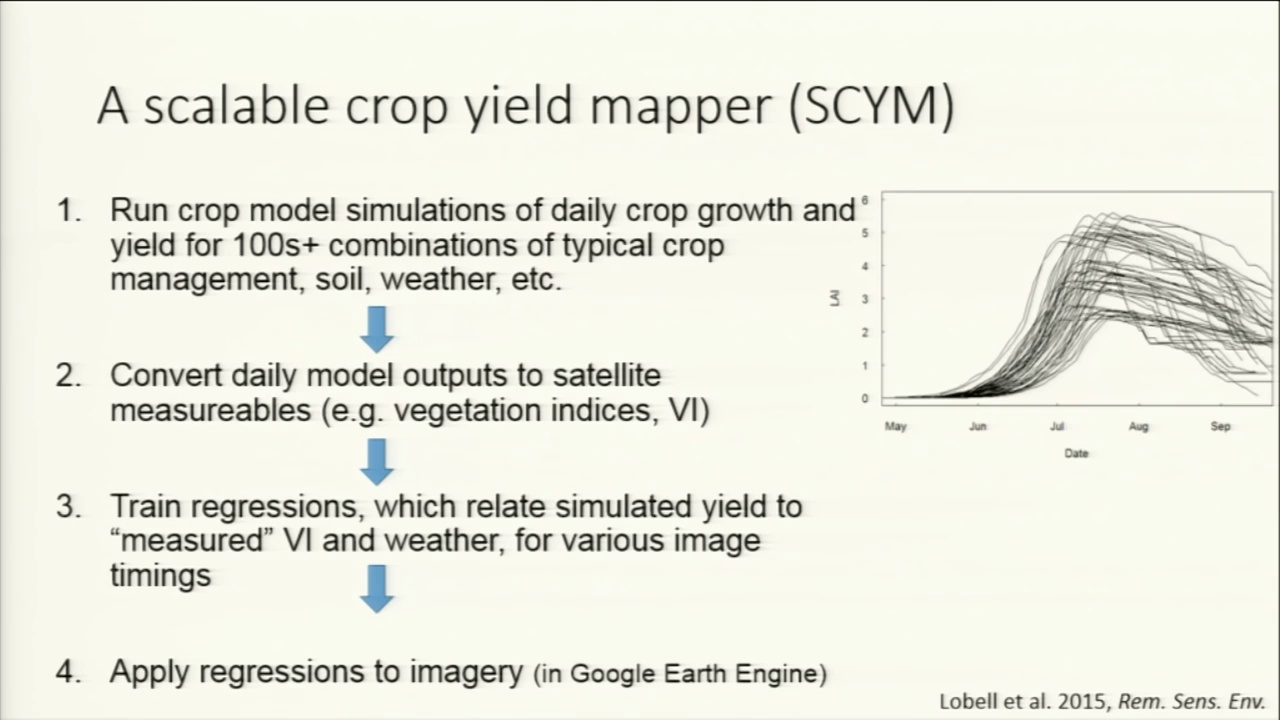 A scalable crop yield mapper (SCYM)
1. Run crop model simulations of daily crop growth and
yield for 100s+ combinations of typical crop
management, soil, weather, etc.
2. Convert daily model outputs to satellite
measureables (e.g. vegetation indices, VI)
3. Train regressions, which relate simulated yield to
“measured” VI and weather, for various image
timings
4. Apply regressions to imagery (in Google Earth Engine)
6
5
4
3
2
1
0
LAI
May Jun Jul Aug Sep
Date
Lobell et al. 2015, Rem. Sens. Env.